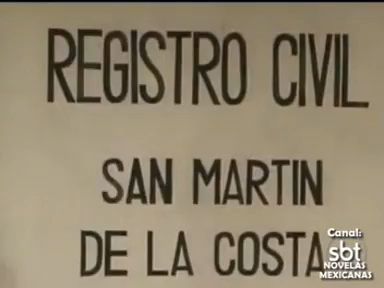 REGISTRO CIVIL
SAN MARTIN
DE LA COSTA
Canal:
sbt
NOVELAS
MEXICANAS